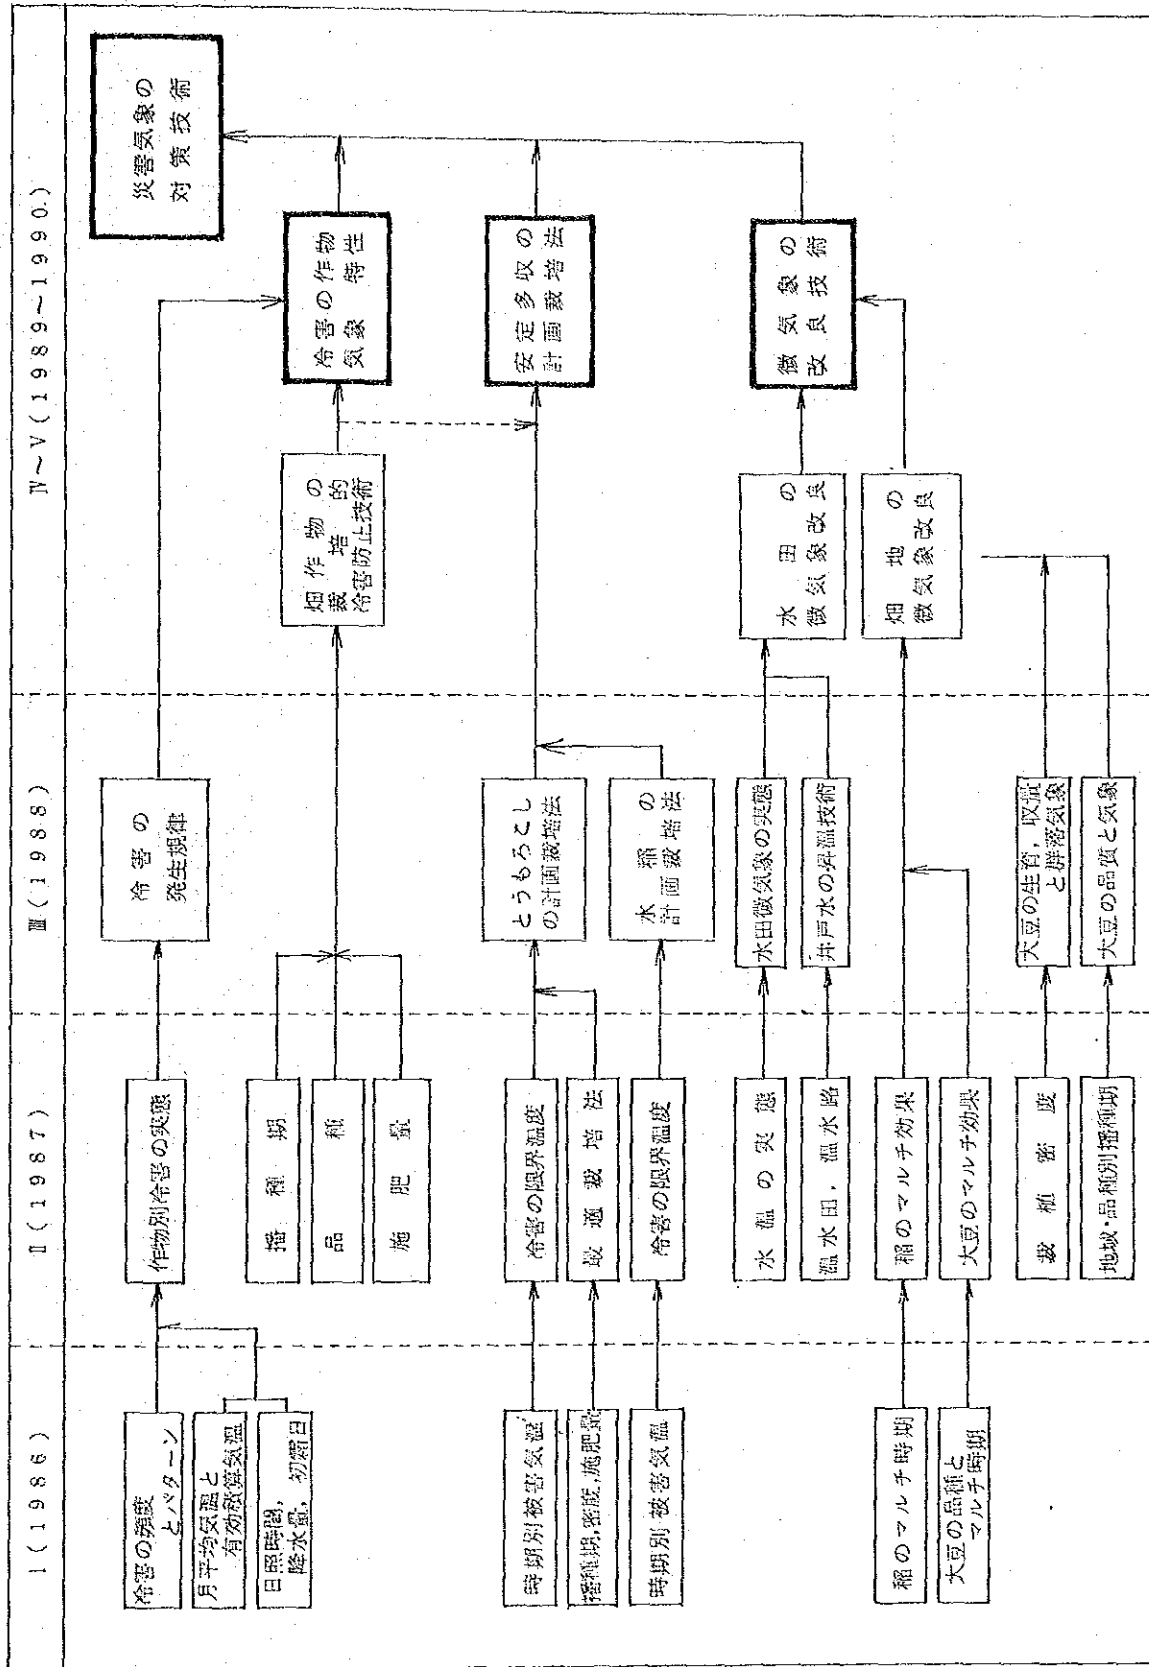 I(1986)
II(1987)
III(1988)
IV～V(1989～1990.)
冷害の頻度
とパターン
月平均気温と
有効積算気温
日照時間,
降水量, 初霜日
時期別被害気温
播種期,密度,施肥量
時期別被害気温
稲のマルチ時期
大豆の品種と
マルチ時期
作物別冷害の実態
播種期
品種
施肥量
冷害の限界温度
最適栽培法
冷害の限界温度
水温の実態
温水田, 温水路
稲のマルチ効果
大豆のマルチ効果
栽植密度
地域・品種別播種期
冷害の
発生規律
とうもろこし
の計画栽培法
水稲の
計画栽培法
水田微気象の実態
井戸水の昇温技術
大豆の生育, 収量
と群落気象
大豆の品質と気象
畑作物の
栽培的
冷害防止技術
水田の
微気象改良
畑地の
微気象改良
冷害の作物
気象特性
安定多収の
計画栽培法
微気象の
改良技術
災害気象の
対策技術